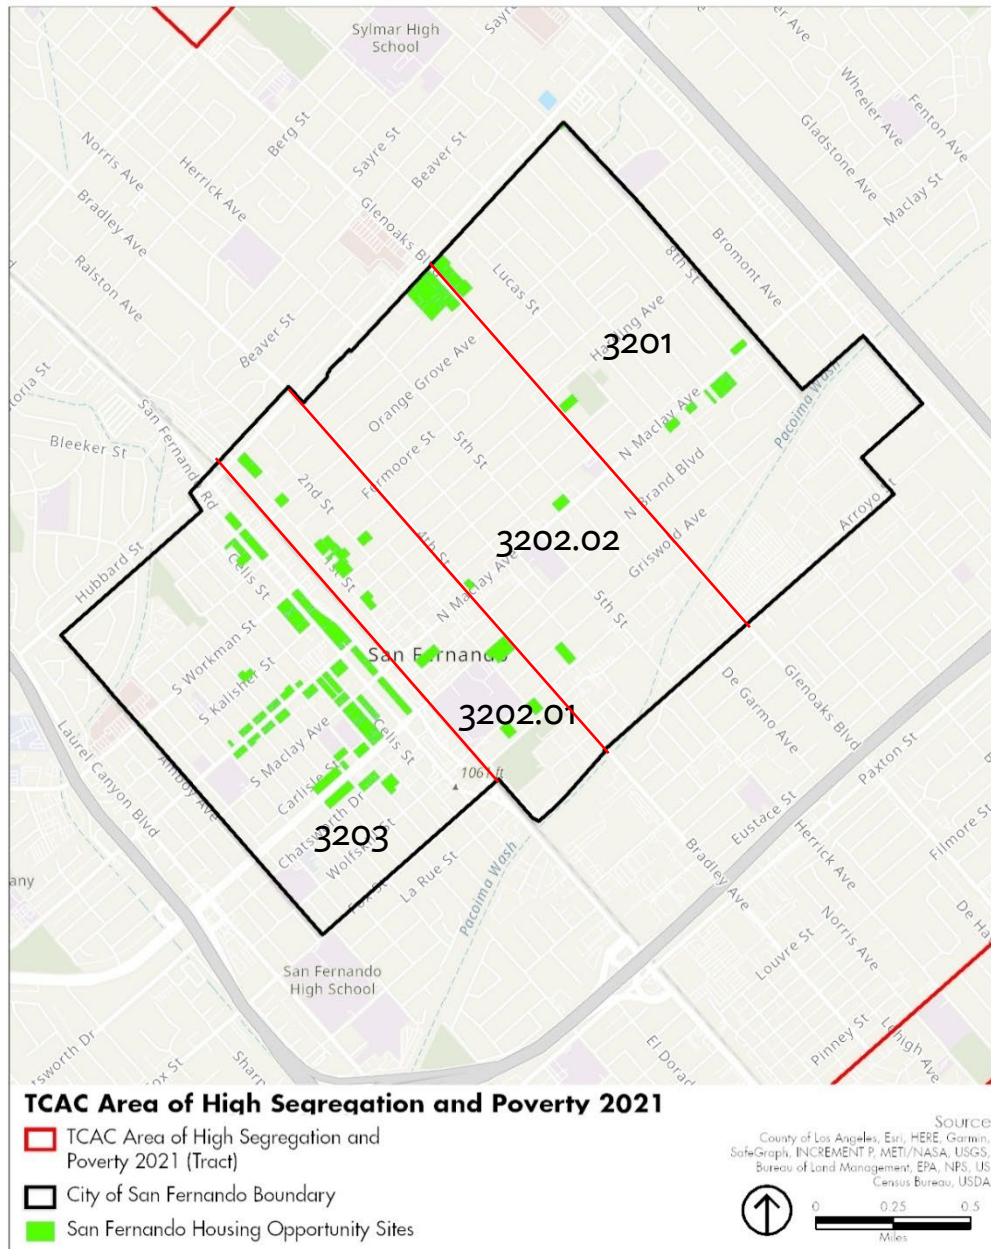 Sylmar High
School
Wheeler Ave
Fenton Ave
Gladstone Ave
Maclay St
Berg St
Sayre St
Beaver St
Norris Ave
Herrick Ave
Bradley Ave
Ralston Ave
Glenoaks Bl
Bromont Ave
8th St
Lucas St
Beaver St
3201
Orange Grove Ave
N Maclay Ave
Pacoima Wash
San Fernando Rd
Bleeker St
Fermoore St
5th St
2nd St
N Brand Blvd
3202.02
Griswold Ave
4th St
Hubbard St
Celis St
N Maclay Ave
5th St
S Workman St
San Fernando
S Kalisher St
3202.01
De Garmo Ave
Glenoaks Blvd
Paxton St
S Maclay Ave
Celis St
Laurel Canyon Blvd
Amboy Ave
Carlisle St
1061 ft
Chatsworth Dr
3203
Eustace St
Herrick Ave
Filmore St
La Rue St
Bradley Ave
Pacoima Wash
Norris Ave
Louvre St
San Fernando
High School
Pinney St
Lehigh Ave
TCAC Area of High Segregation and Poverty 2021
TCAC Area of High Segregation and
Poverty 2021 (Tract)
City of San Fernando Boundary
San Fernando Housing Opportunity Sites
Source
County of Los Angeles, Esri, HERE, Garmin,
SafeGraph, INCREMENT P, METI/NASA, USGS,
Bureau of Land Management, EPA, NPS, US
Census Bureau, USDA
0 0.25 0.5
Miles